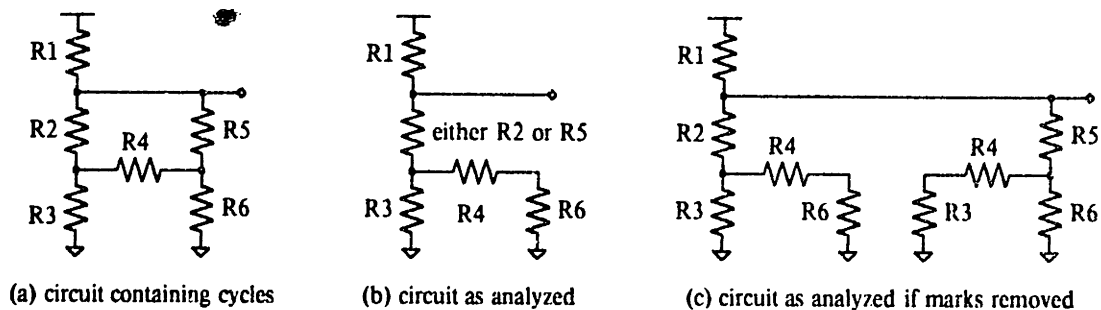 R1
R2
R4
R5
R3
R6
(a) circuit containing cycles
R1
either R2 or R5
R3
R4
R6
(b) circuit as analyzed
R1
R2
R4
R4
R5
R3
R6
R3
R6
(c) circuit as analyzed if marks removed